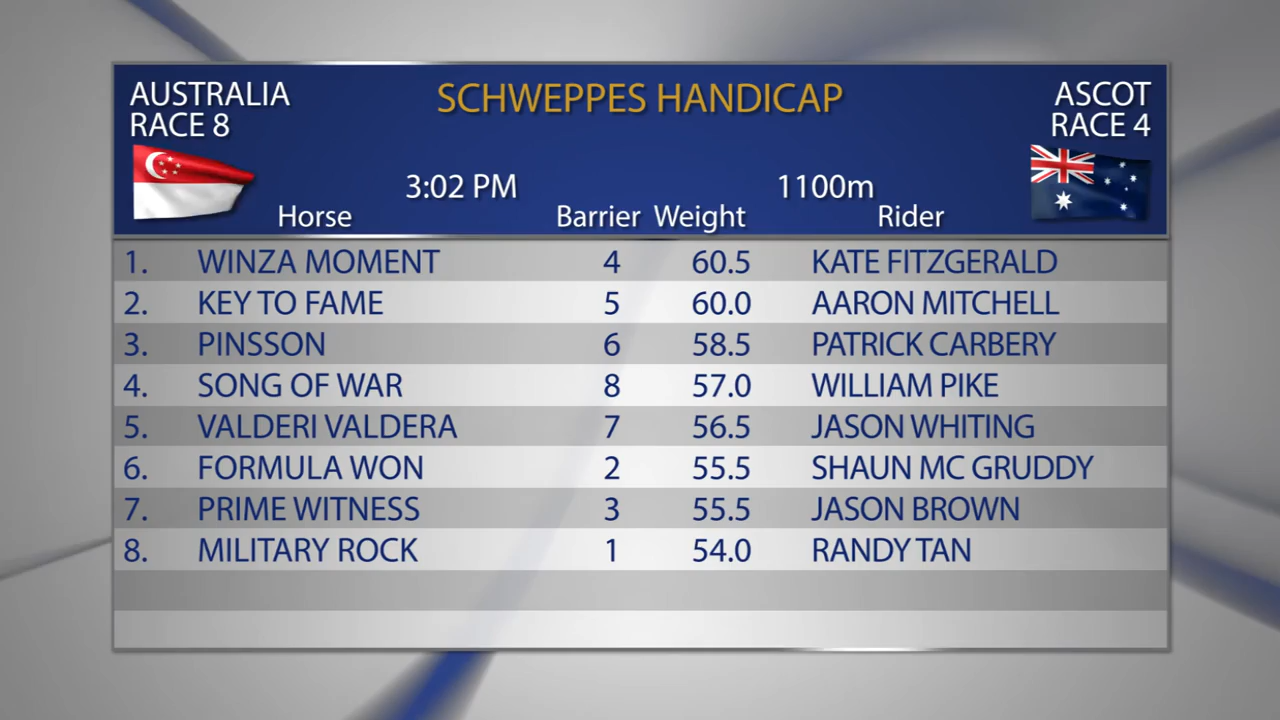 AUSTRALIA
RACE 8
SCHWEPPES HANDICAP
ASCOT
RACE 4
3:02 PM
1100m
Horse Barrier Weight Rider
1. WINZA MOMENT 4 60.5 KATE FITZGERALD
2. KEY TO FAME 5 60.0 AARON MITCHELL
3. PINSSON 6 58.5 PATRICK CARBERY
4. SONG OF WAR 8 57.0 WILLIAM PIKE
5. VALDERI VALDERA 7 56.5 JASON WHITING
6. FORMULA WON 2 55.5 SHAUN MC GRUDDY
7. PRIME WITNESS 3 55.5 JASON BROWN
8. MILITARY ROCK 1 54.0 RANDY TAN